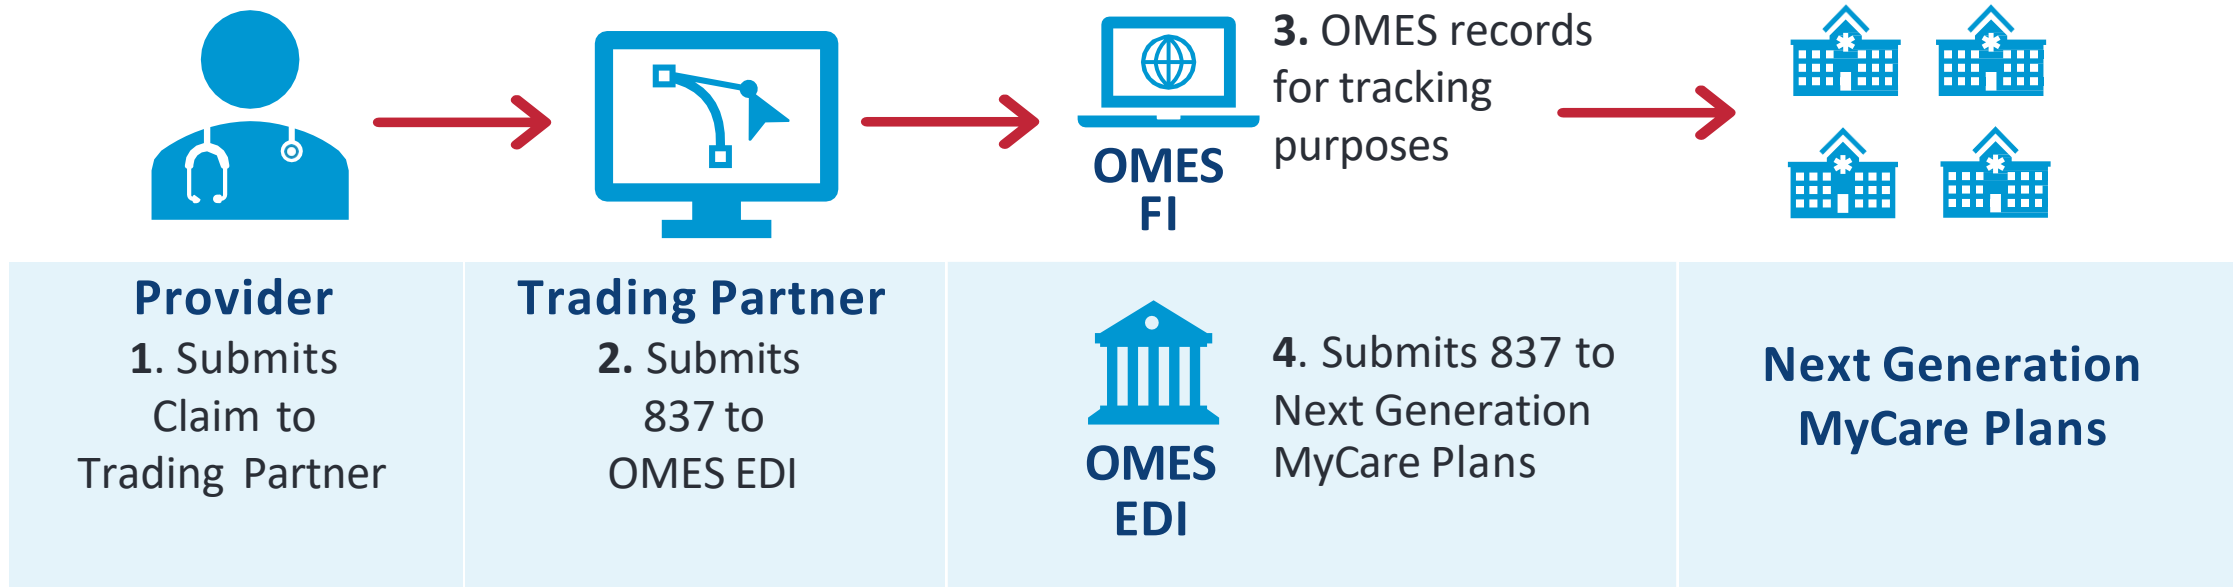 3. OMES records
for tracking
purposes
OMES
FI
Provider
1. Submits
Claim to
Trading Partner
Trading Partner
2. Submits
837 to
OMES EDI
OMES
EDI
4. Submits 837 to
Next Generation
MyCare Plans
Next Generation
MyCare Plans